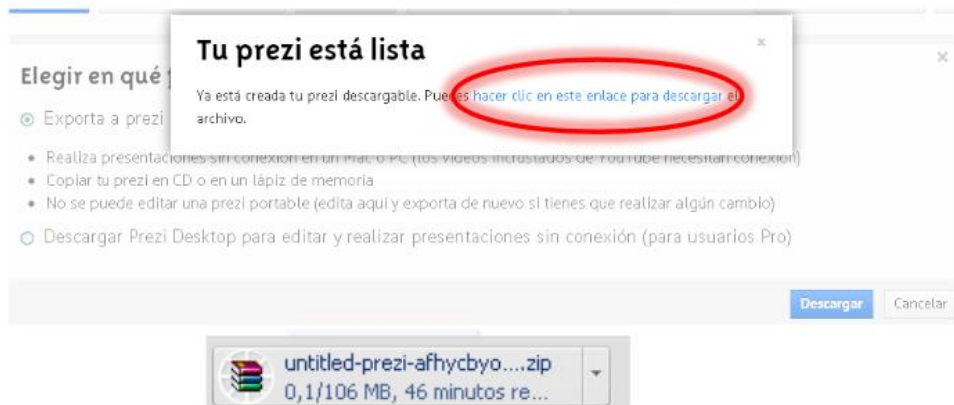 Tu prezi está lista
Ya está creada tu prezi descargable. Puedes hacer clic en este enlace para descargar el
archivo.
Elegir en qué
Exporta a prezi
Realiza presentaciones sin conexión en un Mac o PC (los vídeos incrustados de YouTube necesitan conexión)
Copiar tu prezi en CD o en un lápiz de memoria
No se puede editar una prezi portable (edita aquí y exporta de nuevo si tienes que realizar algún cambio)
Descargar Prezi Desktop para editar y realizar presentaciones sin conexión (para usuarios Pro)
Descargar Cancelar
untitled-prezi-afhycbyo....zip
0,1/106 MB, 46 minutos re...